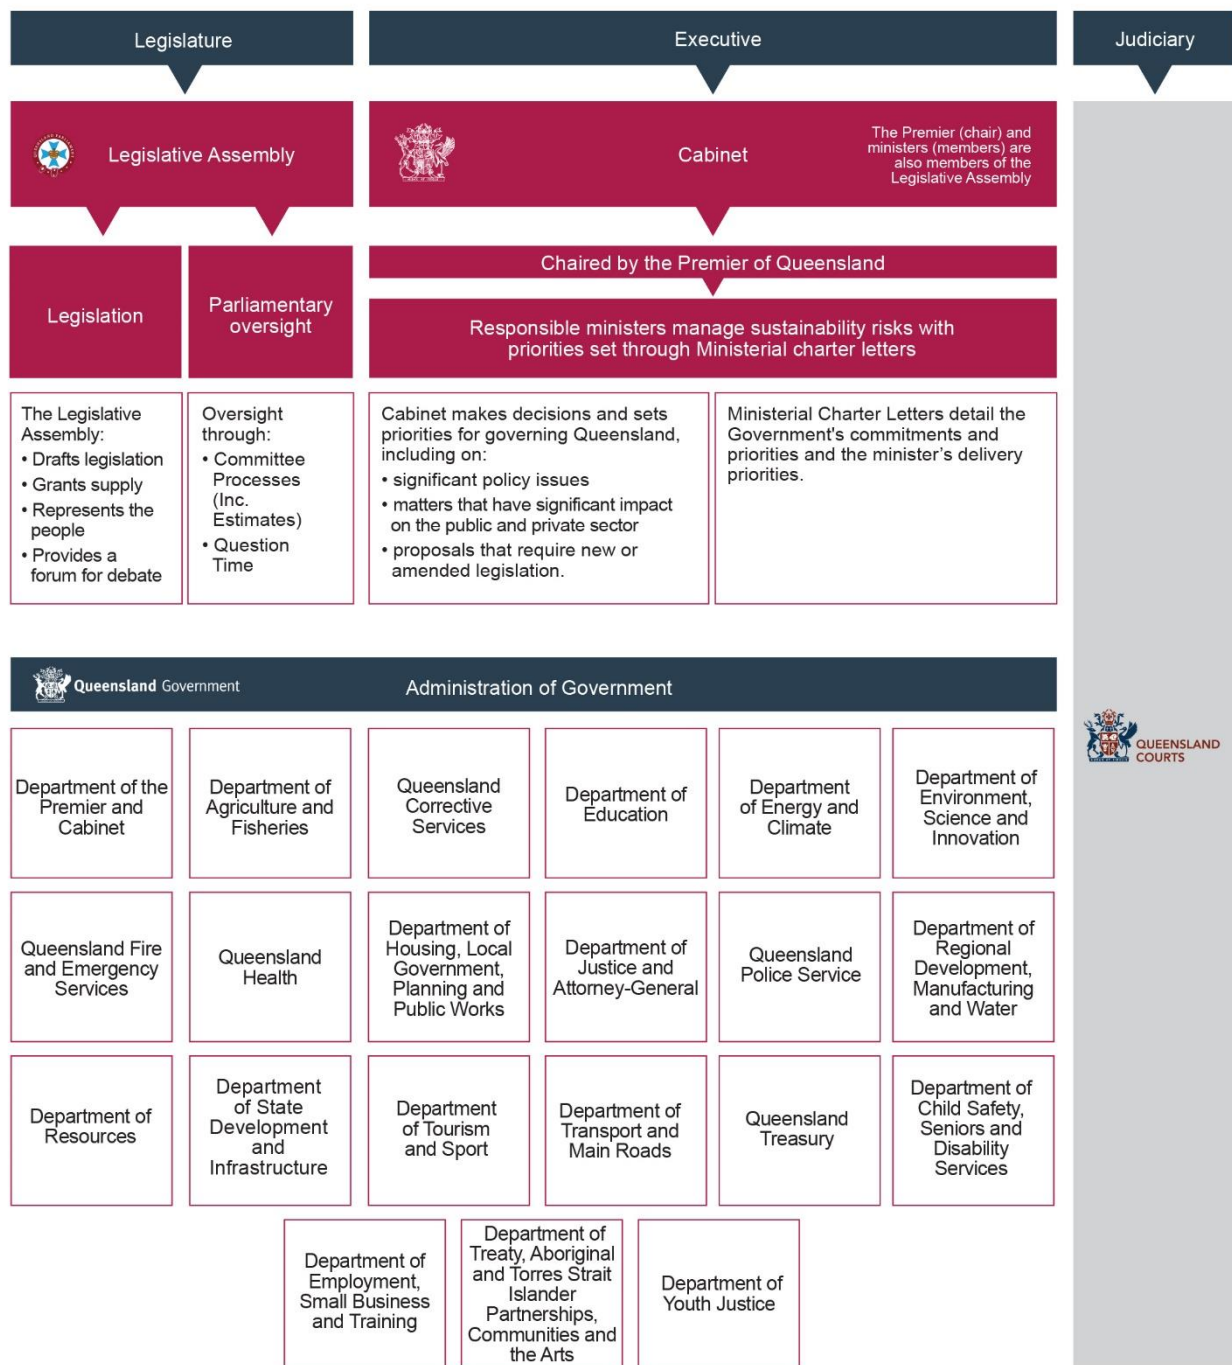 Legislature
Executive
Judiciary
Legislative Assembly
Cabinet
The Premier (chair) and
ministers (members) are
also members of the
Legislative Assembly
Legislation
Parliamentary
oversight
Chaired by the Premier of Queensland
Responsible ministers manage sustainability risks with
priorities set through Ministerial charter letters
The Legislative
Assembly:
• Drafts legislation
• Grants supply
• Represents the
people
• Provides a
forum for debate
Oversight
through:
• Committee
Processes
(Inc.
Estimates)
• Question
Time
Cabinet makes decisions and sets
priorities for governing Queensland,
including on:
• significant policy issues
• matters that have significant impact
on the public and private sector
• proposals that require new or
amended legislation.
Ministerial Charter Letters detail the
Government's commitments and
priorities and the minister’s delivery
priorities.
Queensland Government
Administration of Government
QUEENSLAND
COURTS
Department of the
Premier and
Cabinet
Department of
Agriculture and
Fisheries
Queensland
Corrective
Services
Department of
Education
Department
of Energy and
Climate
Department of
Environment,
Science and
Innovation
Queensland Fire
and Emergency
Services
Queensland
Health
Department of
Housing, Local
Government,
Planning and
Public Works
Department of
Justice and
Attorney-General
Queensland
Police Service
Department of
Regional
Development,
Manufacturing
and Water
Department of
Resources
Department
of State
Development
and
Infrastructure
Department
of Tourism
and Sport
Department of
Transport and
Main Roads
Queensland
Treasury
Department of
Child Safety,
Seniors and
Disability
Services
Department of
Employment,
Small Business
and Training
Department of
Treaty, Aboriginal
and Torres Strait
Islander
Partnerships,
Communities and
the Arts
Department of
Youth Justice